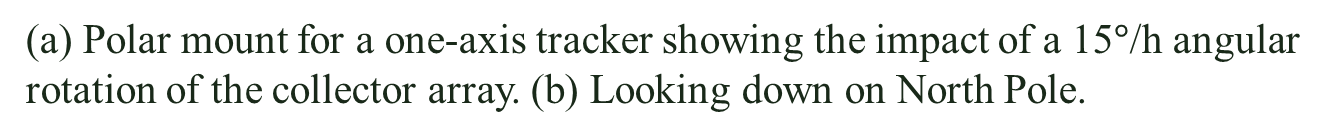 (a) Polar mount for a one-axis tracker showing the impact of a 15°/h angular
rotation of the collector array. (b) Looking down on North Pole.